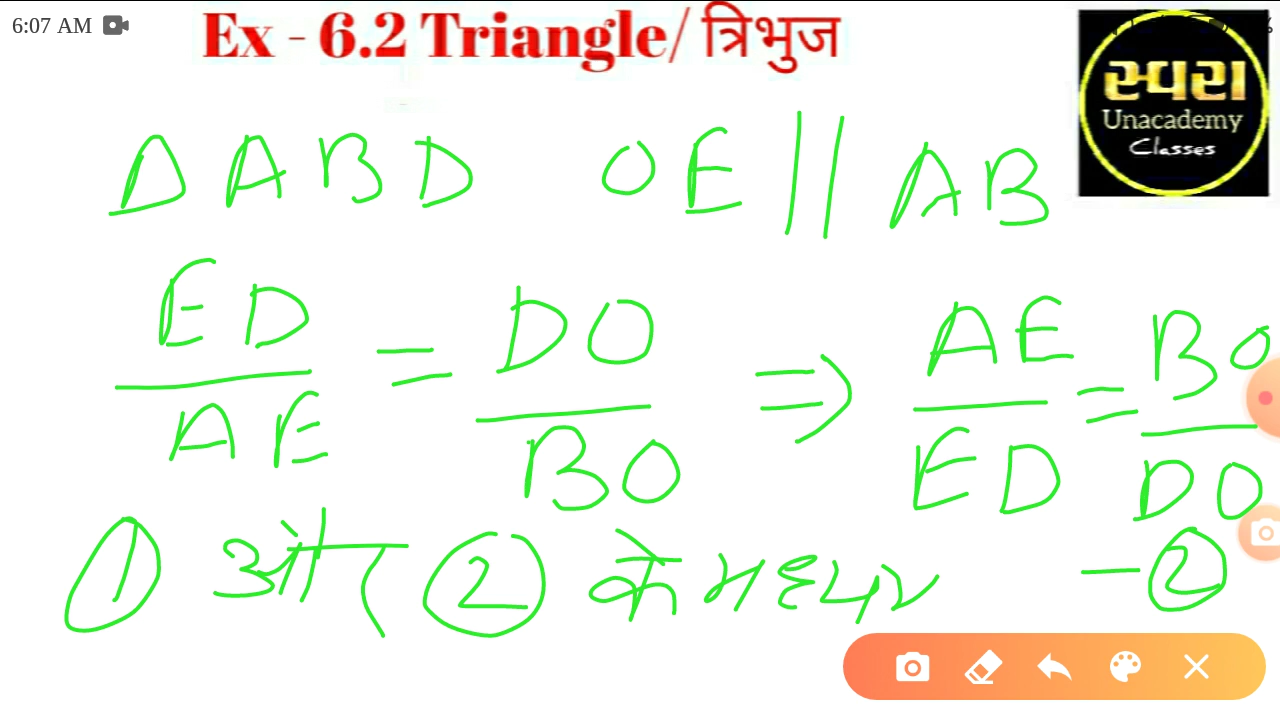 6:07 AM
Ex - 6.2 Triangle/ त्रिभुज
स्परा
Unacademy
Classes
Δ ABD OE || AB
ED/AE = DO/BO ⇒ AE/ED = BO/DO
① और ② के - ②